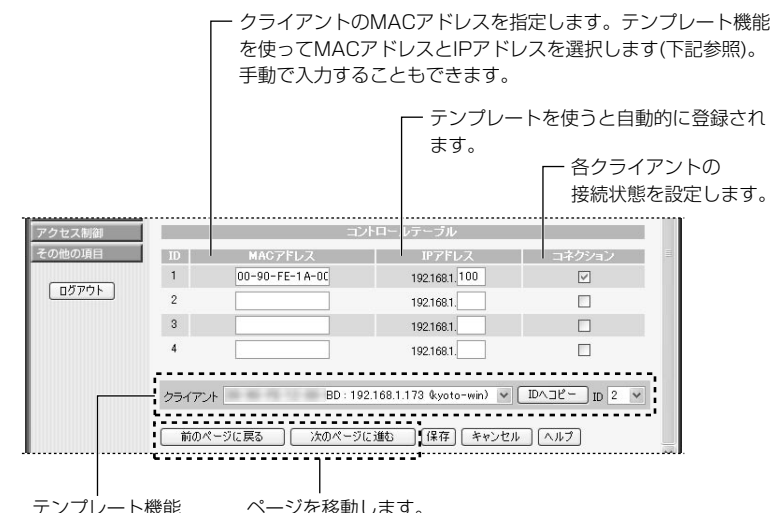 クライアントのMACアドレスを指定します。テンプレート機能
を使ってMACアドレスとIPアドレスを選択します(下記参照)。
手動で入力することもできます。
テンプレートを使うと自動的に登録され
ます。
各クライアントの
接続状態を設定します。
アクセス制御
その他の項目
ログアウト
コントロールテーブル
ID MACアドレス IPアドレス コネクション
1 00-90-FE-1A-0C 192.168.1. 100
2 192.168.1.
3 192.168.1.
4 192.168.1.
クライアント BD : 192.168.1.173 (kyoto-win) IDへコピー ID 2
前のページに戻る 次のページに進む 保存 キャンセル ヘルプ
テンプレート機能 ページを移動します。